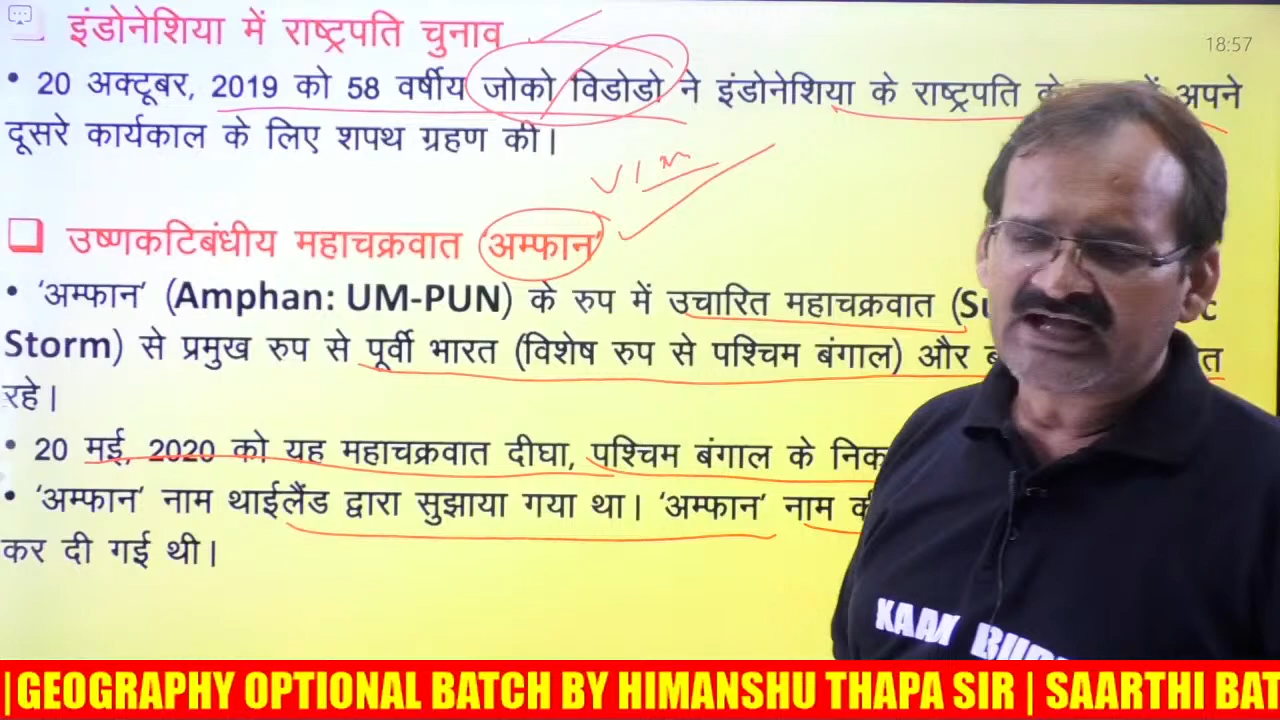 इंडोनेशिया में राष्ट्रपति चुनाव
18:57
• 20 अक्टूबर, 2019 को 58 वर्षीय जोको विडोडो ने इंडोनेशिया के राष्ट्रपति अपने
दूसरे कार्यकाल के लिए शपथ ग्रहण की।
VIm
उष्णकटिबंधीय महाचक्रवात 'अम्फान'
• 'अम्फान' (Amphan: UM-PUN) के रुप में उचारित महाचक्रवात
Storm) से प्रमुख रुप से पूर्वी भारत (विशेष रुप से पश्चिम बंगाल) और
रहे।
• 20 मई, 2020 को यह महाचक्रवात दीघा, पश्चिम बंगाल के
• 'अम्फान' नाम थाईलैंड द्वारा सुझाया गया था। 'अम्फान' नाम
कर दी गई थी।
KAAM
|GEOGRAPHY OPTIONAL BATCH BY HIMANSHU THAPA SIR | SAARTHI BAT